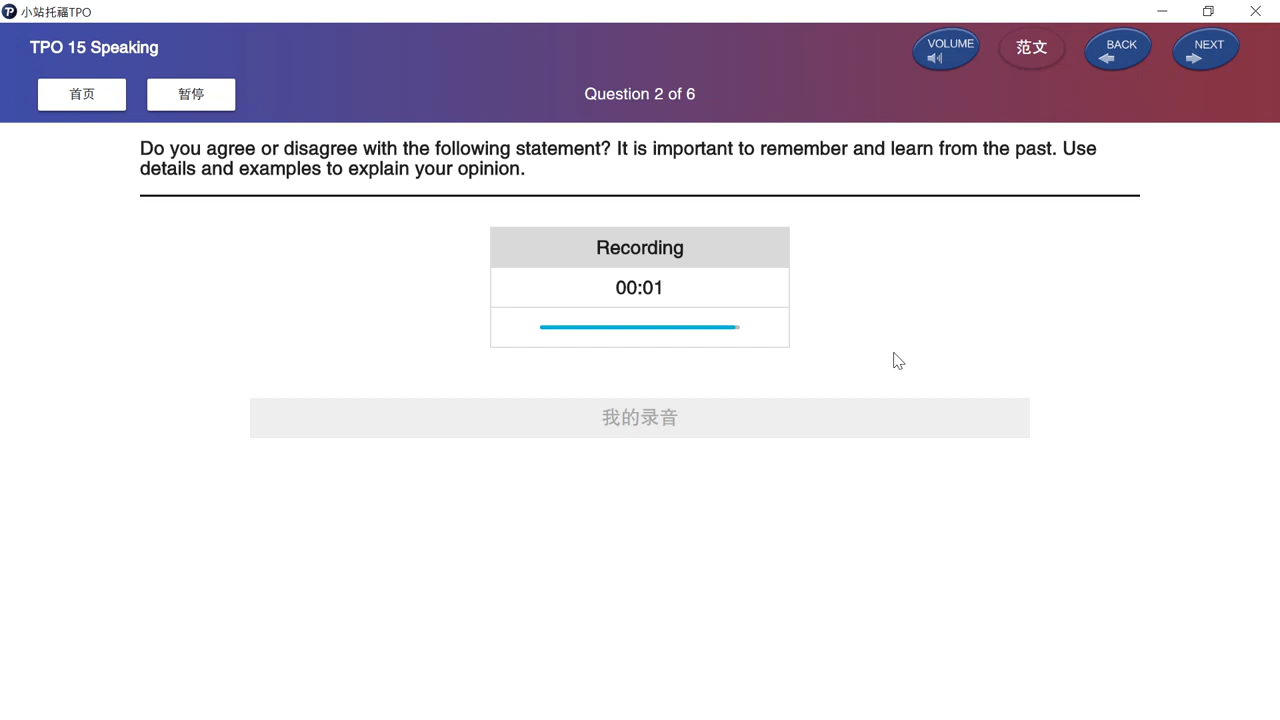 小站托福TPO
TPO 15 Speaking
VOLUME
范文
BACK
NEXT
首页
暂停
Question 2 of 6
Do you agree or disagree with the following statement? It is important to remember and learn from the past. Use
details and examples to explain your opinion.
Recording
00:01
我的录音